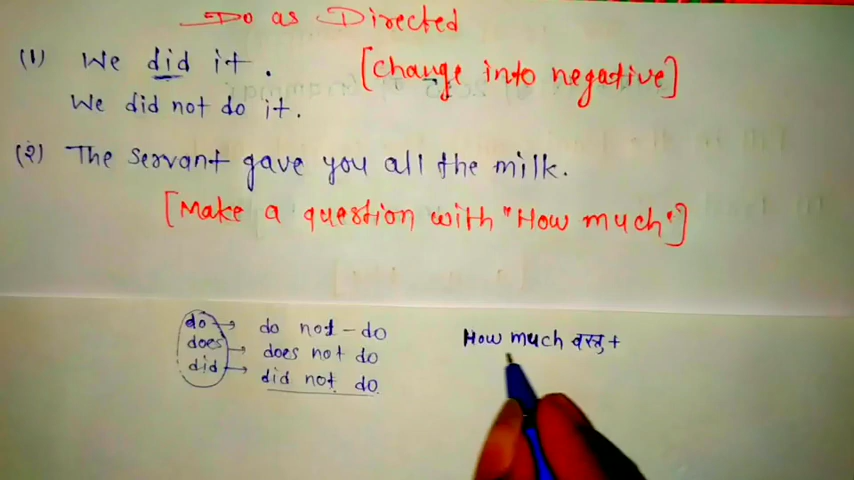 Do as Directed
(1) We did it. [Change into negative]
We did not do it.
(२) The servant gave you all the milk.
[Make a question with "How much"]
do → do not - do
does → does not do
did → did not do
How much वस्तु +